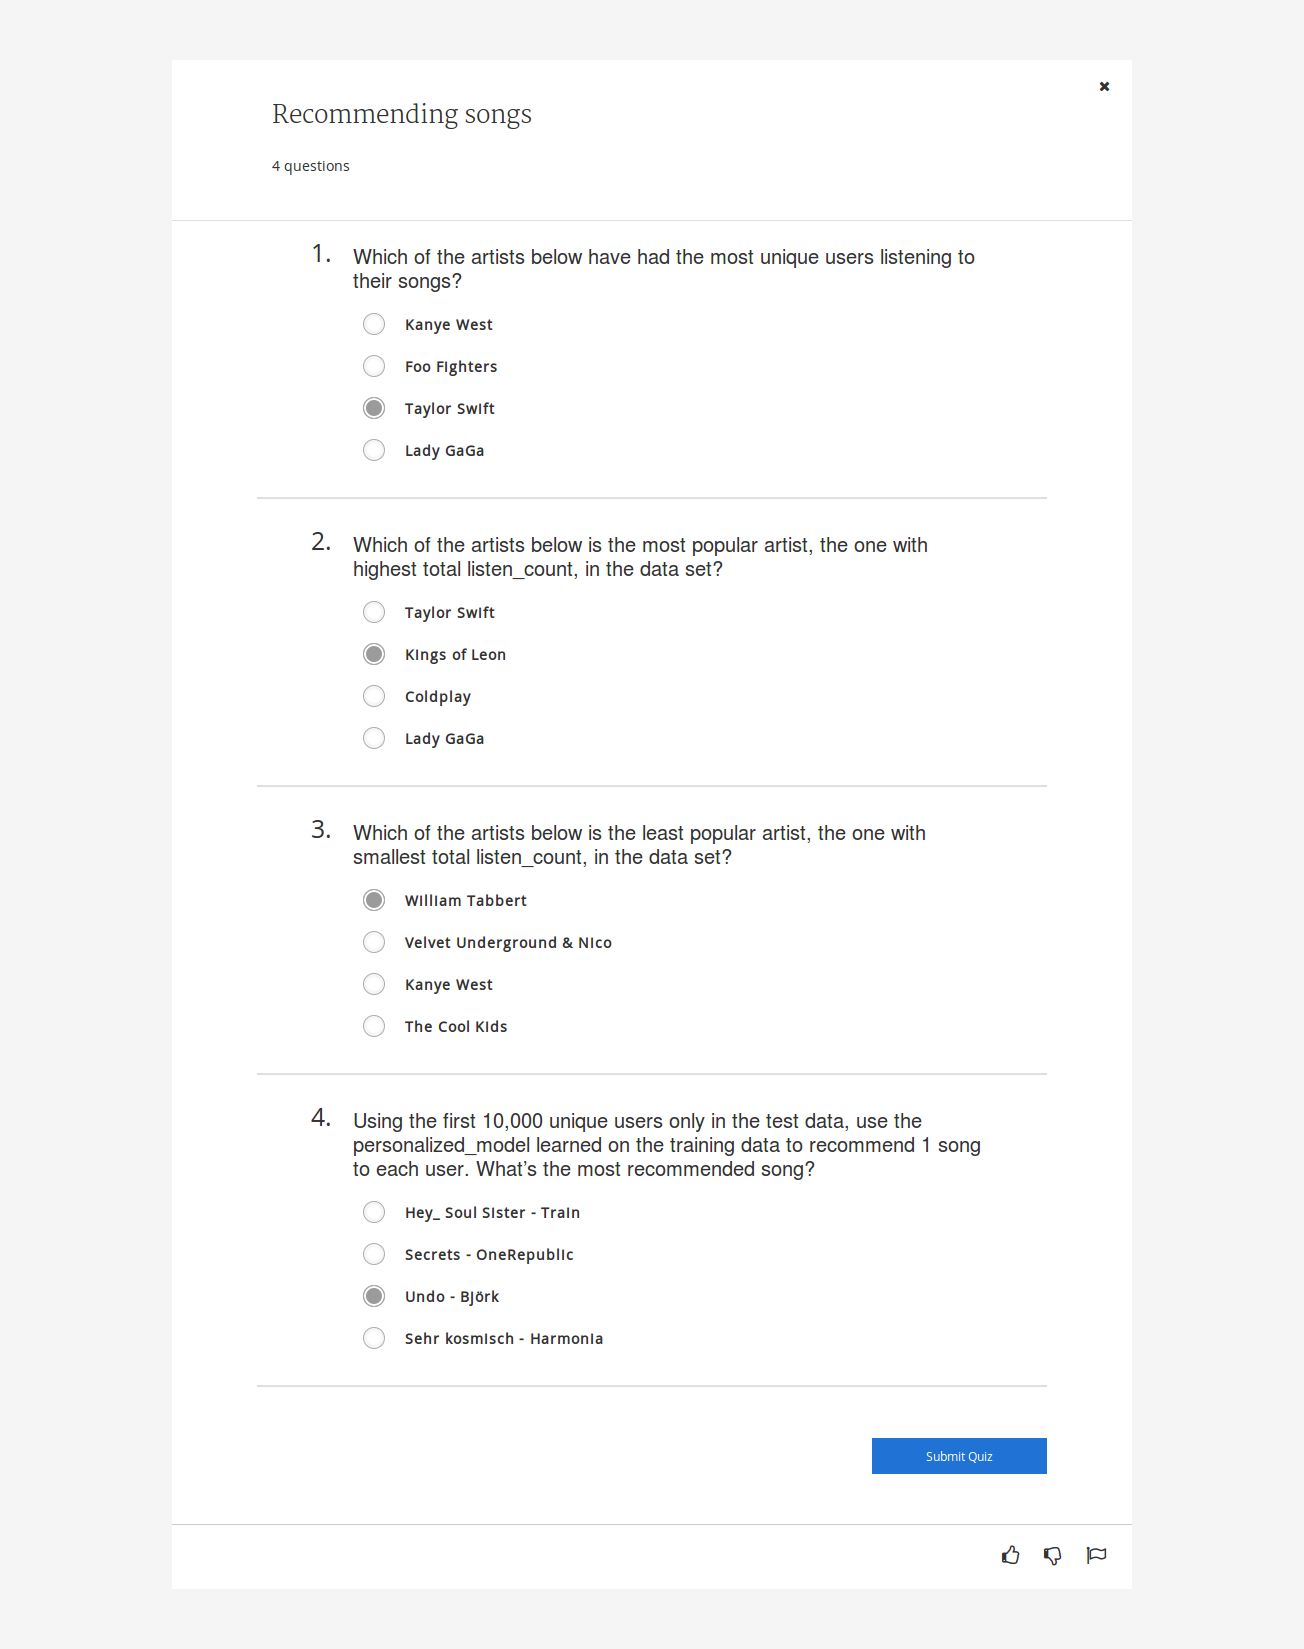 Recommending songs
4 questions
1.
Which of the artists below have had the most unique users listening to
their songs?
Kanye West
Foo Fighters
Taylor Swift
Lady GaGa
2.
Which of the artists below is the most popular artist, the one with
highest total listen_count, in the data set?
Taylor Swift
Kings of Leon
Coldplay
Lady GaGa
3.
Which of the artists below is the least popular artist, the one with
smallest total listen_count, in the data set?
William Tabbert
Velvet Underground & Nico
Kanye West
The Cool Kids
4.
Using the first 10,000 unique users only in the test data, use the
personalized_model learned on the training data to recommend 1 song
to each user. What’s the most recommended song?
Hey_ Soul Sister - Train
Secrets - OneRepublic
Undo - Björk
Sehr kosmisch - Harmonia
Submit Quiz